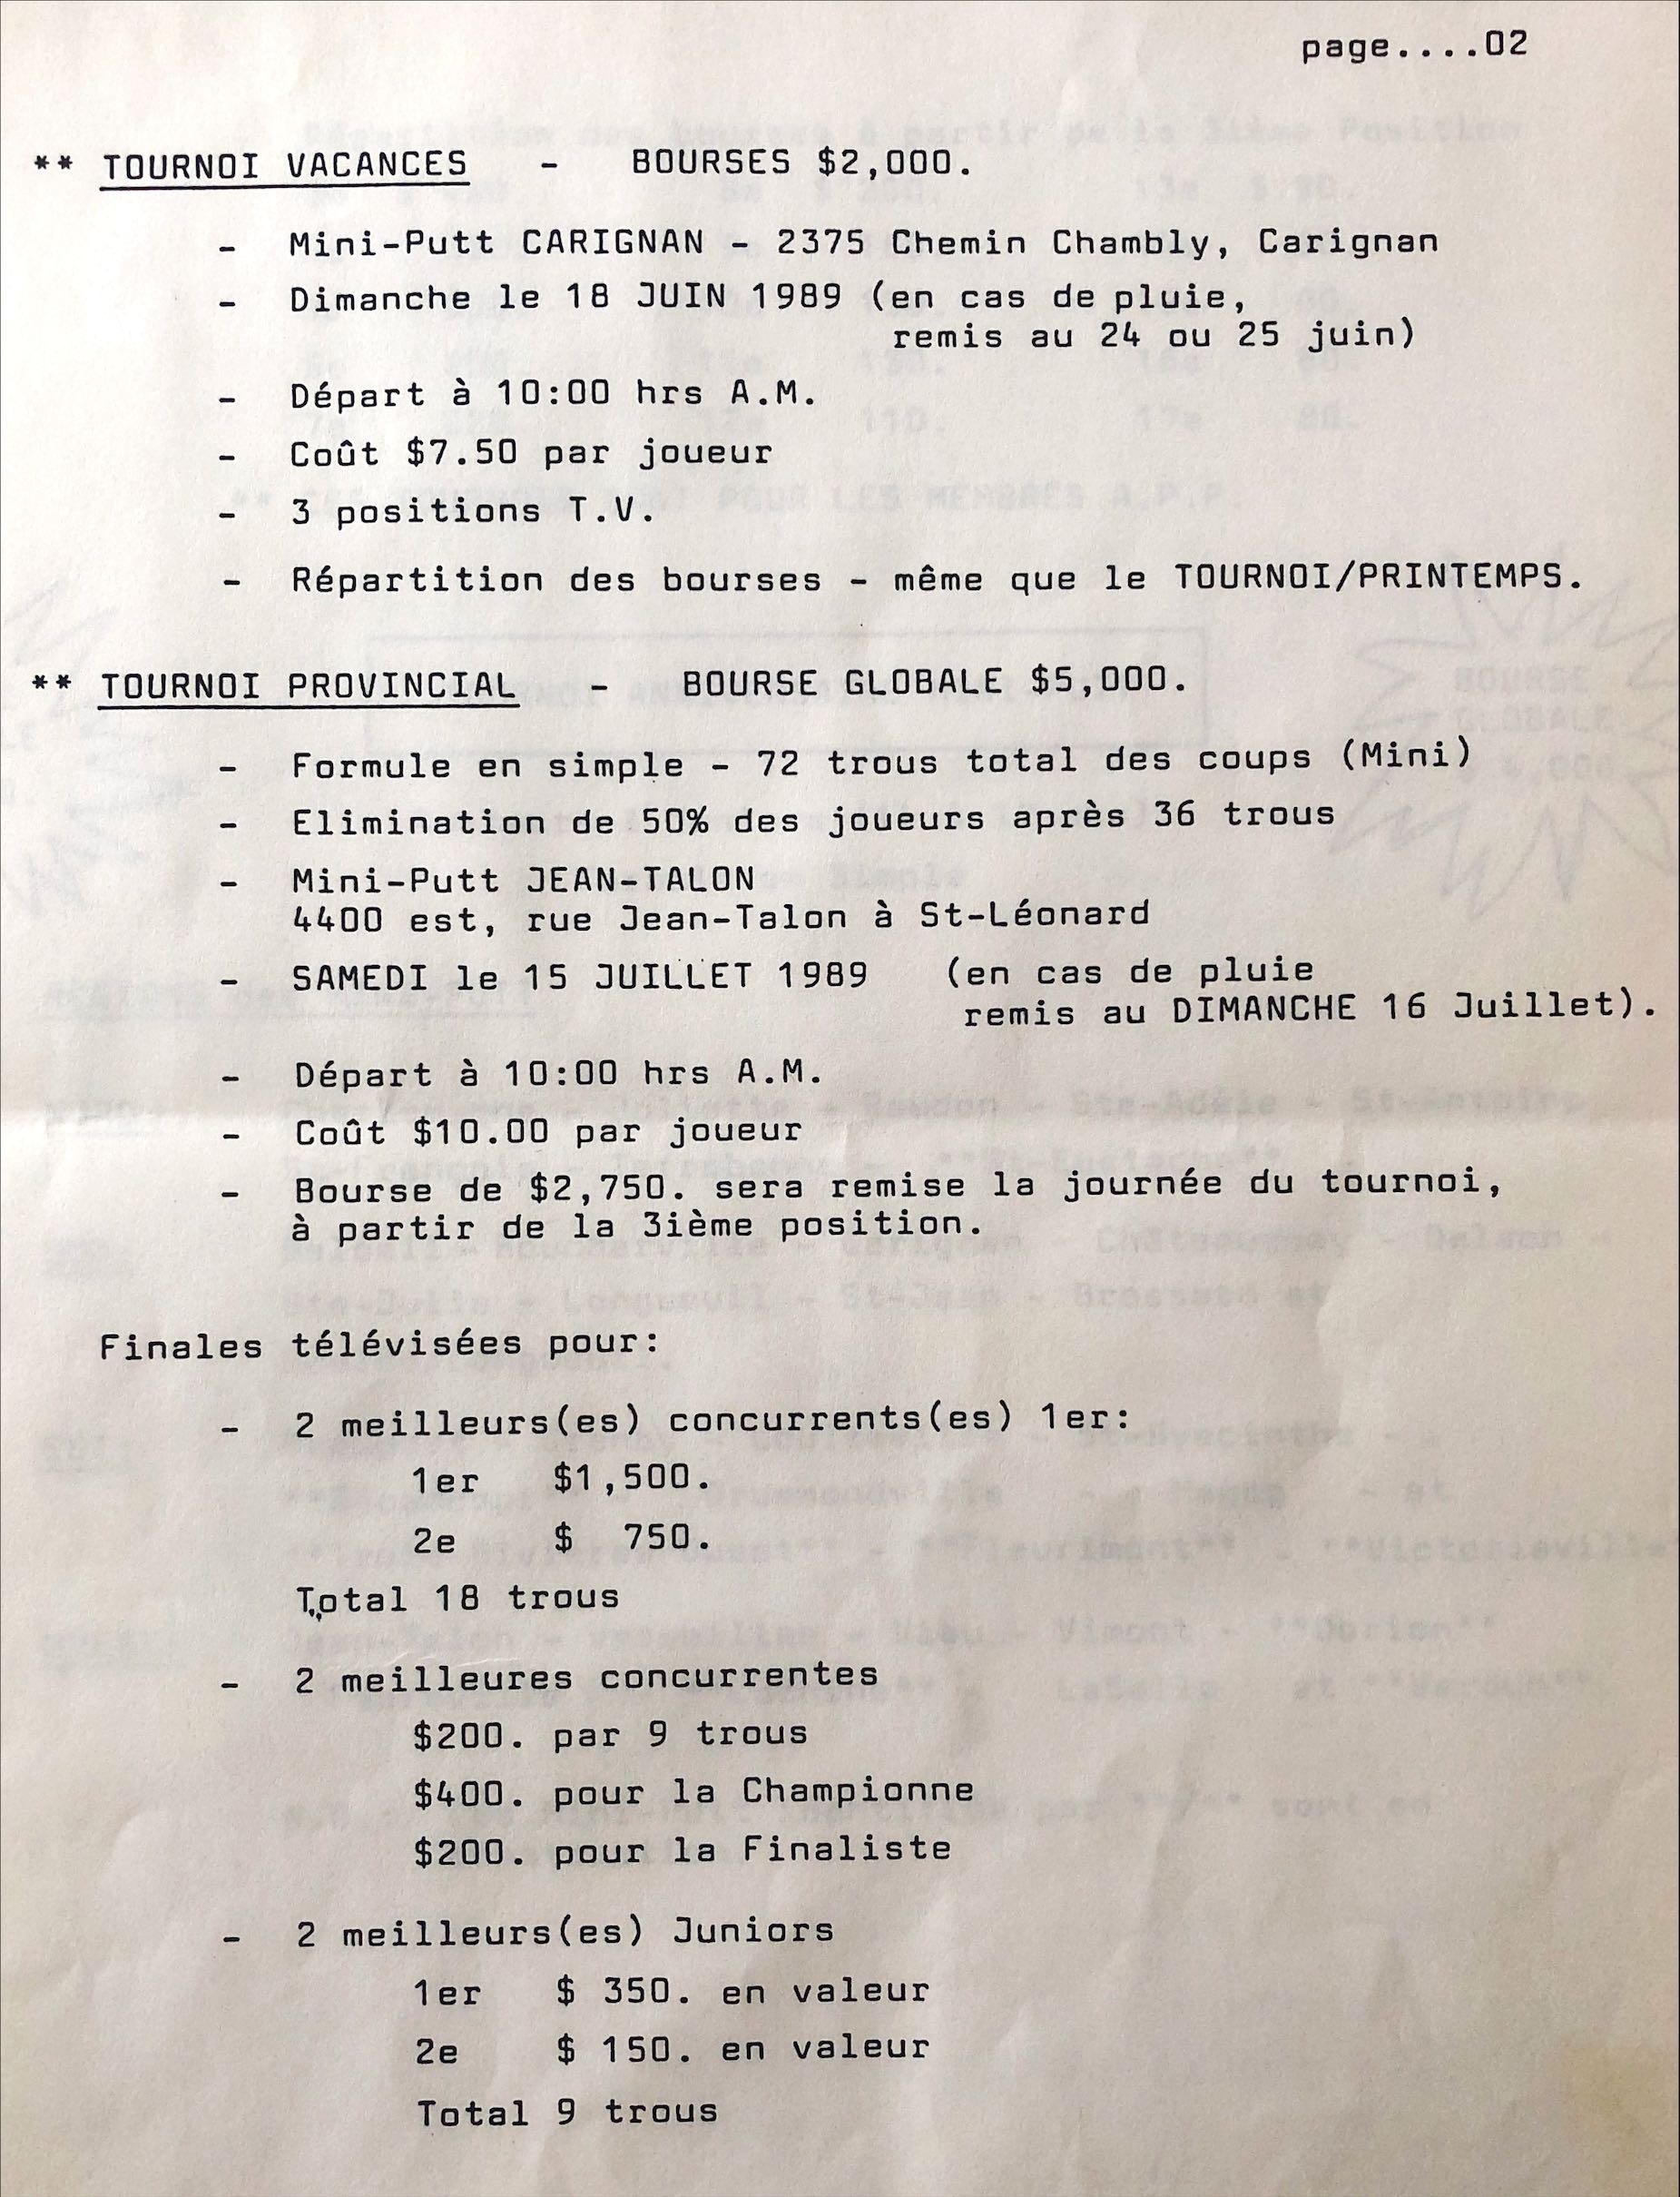 page....02
** TOURNOI VACANCES - BOURSES $2,000.
- Mini-Putt CARIGNAN - 2375 Chemin Chambly, Carignan
- Dimanche le 18 JUIN 1989 (en cas de pluie,
remis au 24 ou 25 juin)
- Départ à 10:00 hrs A.M.
- Coût $7.50 par joueur
- 3 positions T.V.
- Répartition des bourses - même que le TOURNOI/PRINTEMPS.
** TOURNOI PROVINCIAL - BOURSE GLOBALE $5,000.
- Formule en simple - 72 trous total des coups (Mini)
- Elimination de 50% des joueurs après 36 trous
- Mini-Putt JEAN-TALON
4400 est, rue Jean-Talon à St-Léonard
- SAMEDI le 15 JUILLET 1989 (en cas de pluie
remis au DIMANCHE 16 Juillet).
- Départ à 10:00 hrs A.M.
- Coût $10.00 par joueur
- Bourse de $2,750. sera remise la journée du tournoi,
à partir de la 3ième position.
Finales télévisées pour:
- 2 meilleurs(es) concurrents(es) 1er:
1er $1,500.
2e $ 750.
Total 18 trous
- 2 meilleures concurrentes
$200. par 9 trous
$400. pour la Championne
$200. pour la Finaliste
- 2 meilleurs(es) Juniors
1er $ 350. en valeur
2e $ 150. en valeur
Total 9 trous